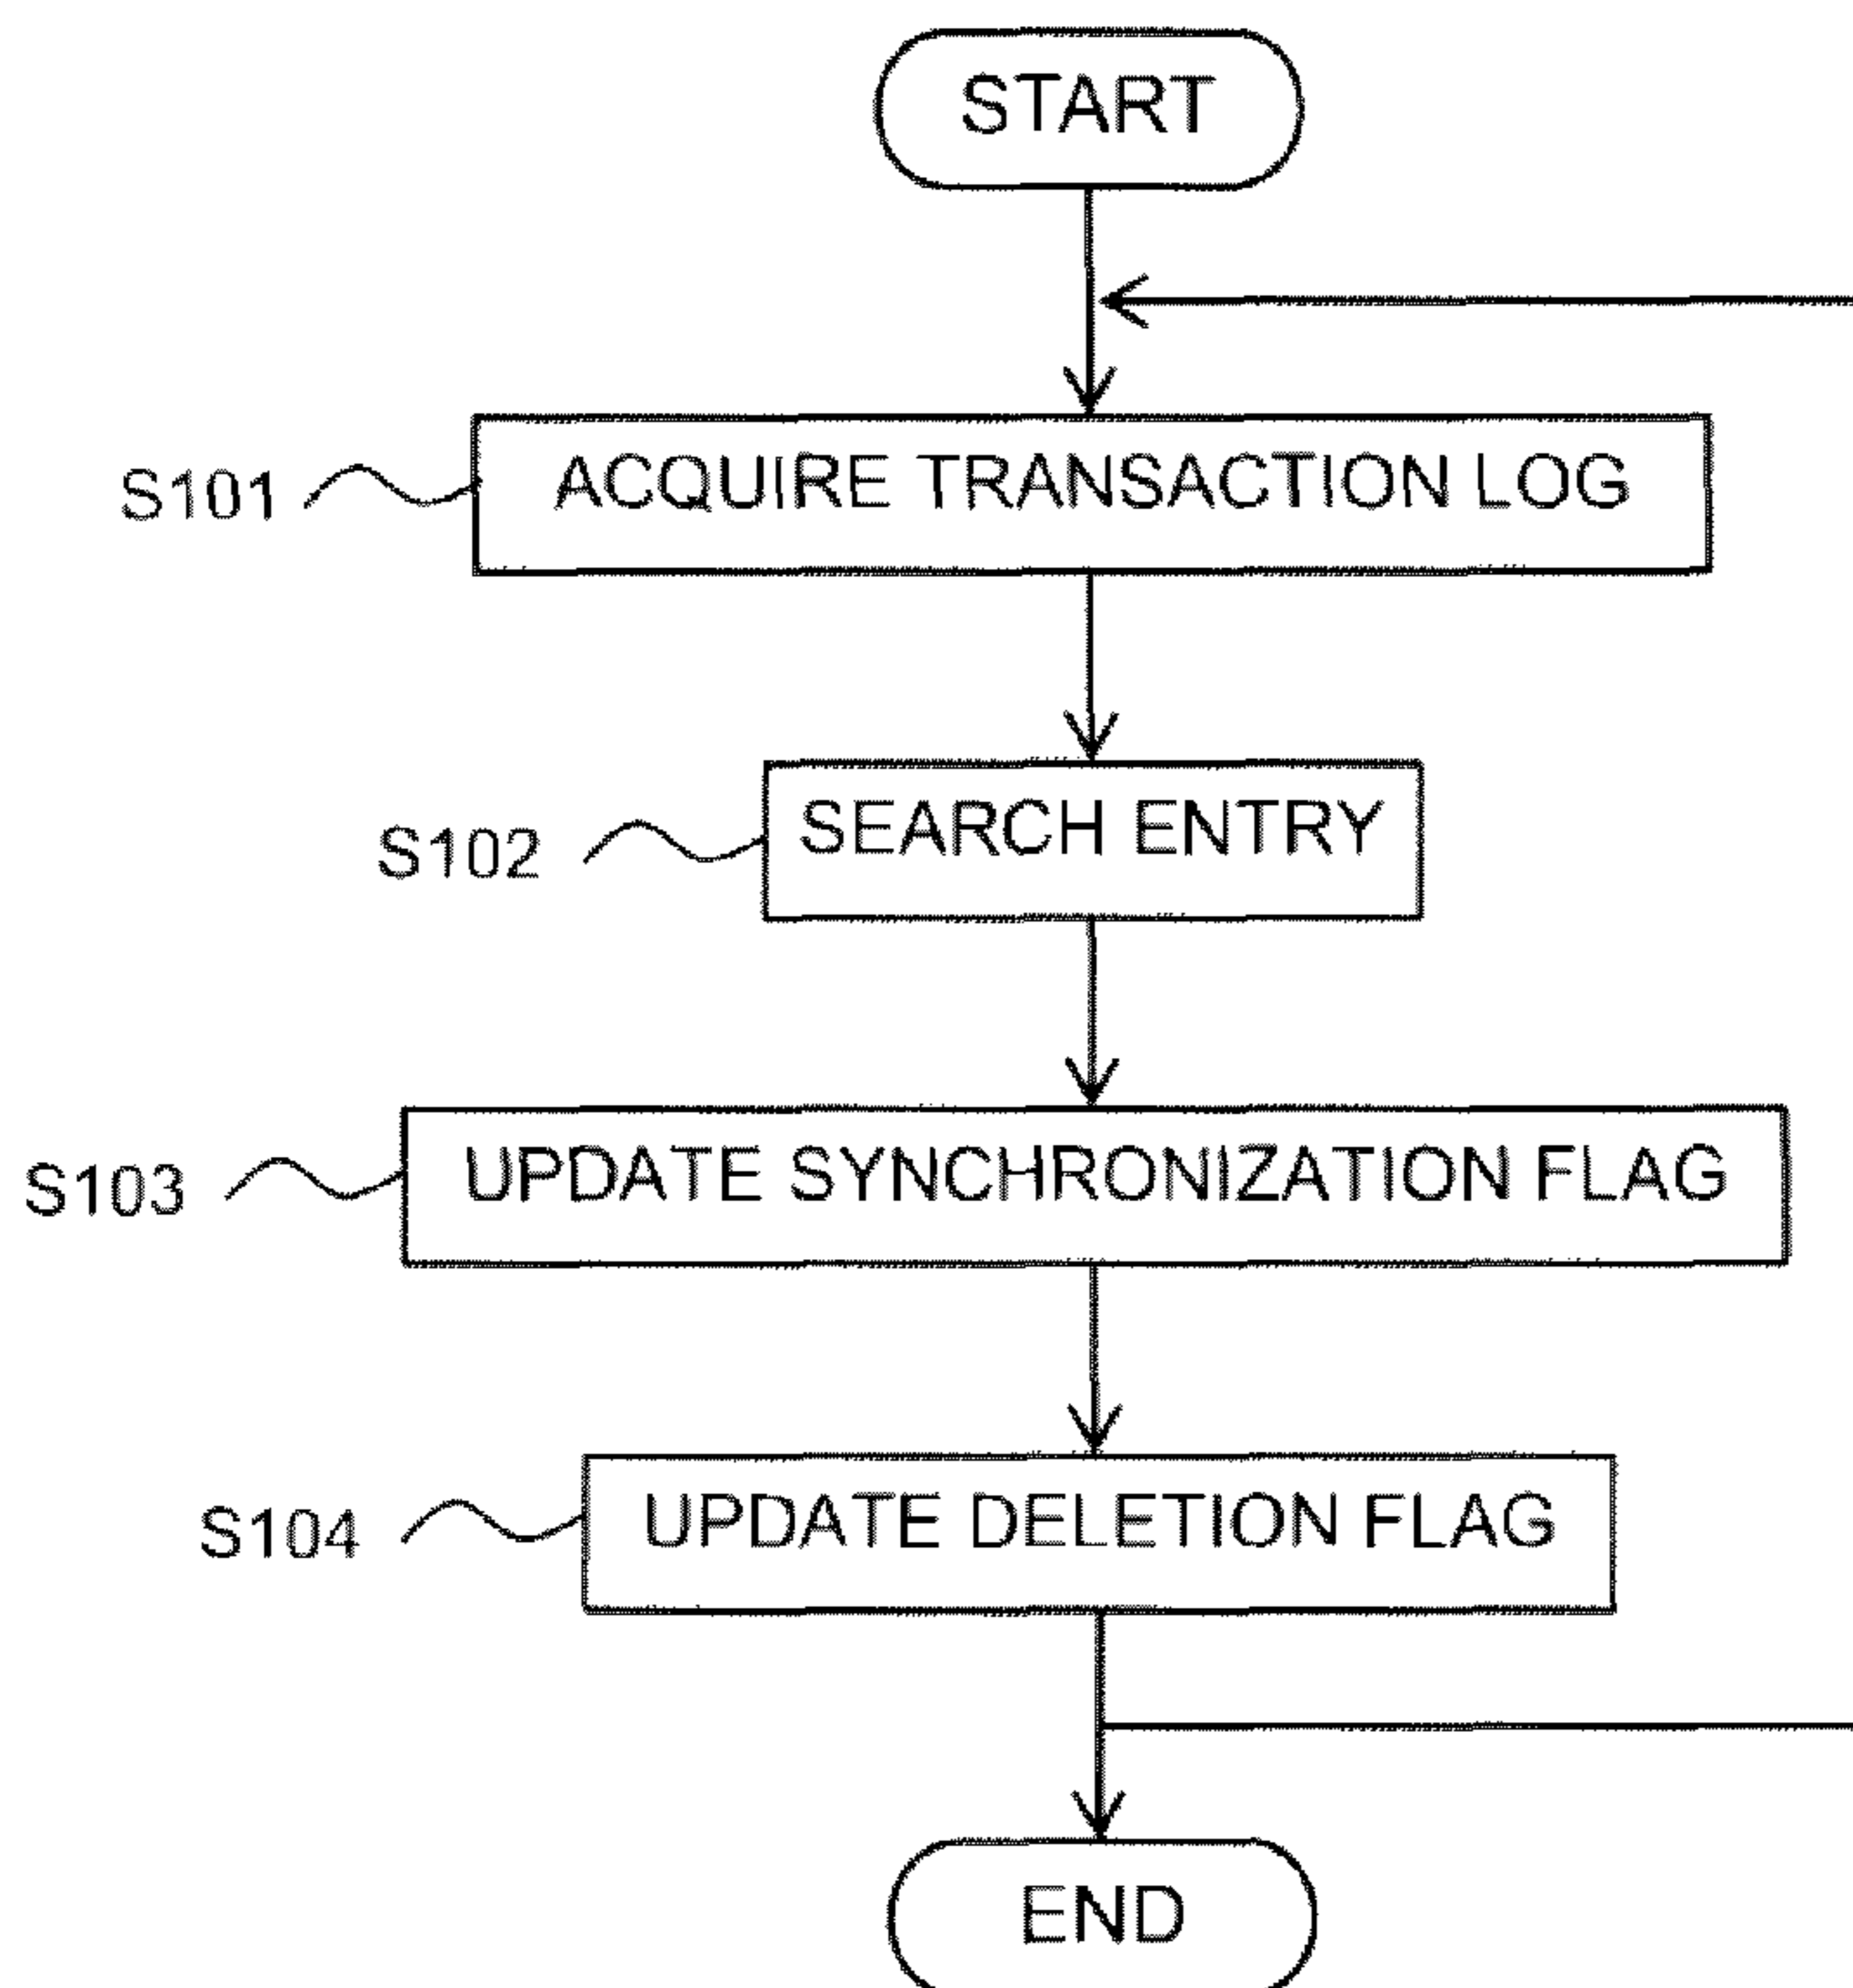 START
S101 ACQUIRE TRANSACTION LOG
S102 SEARCH ENTRY
S103 UPDATE SYNCHRONIZATION FLAG
S104 UPDATE DELETION FLAG
END